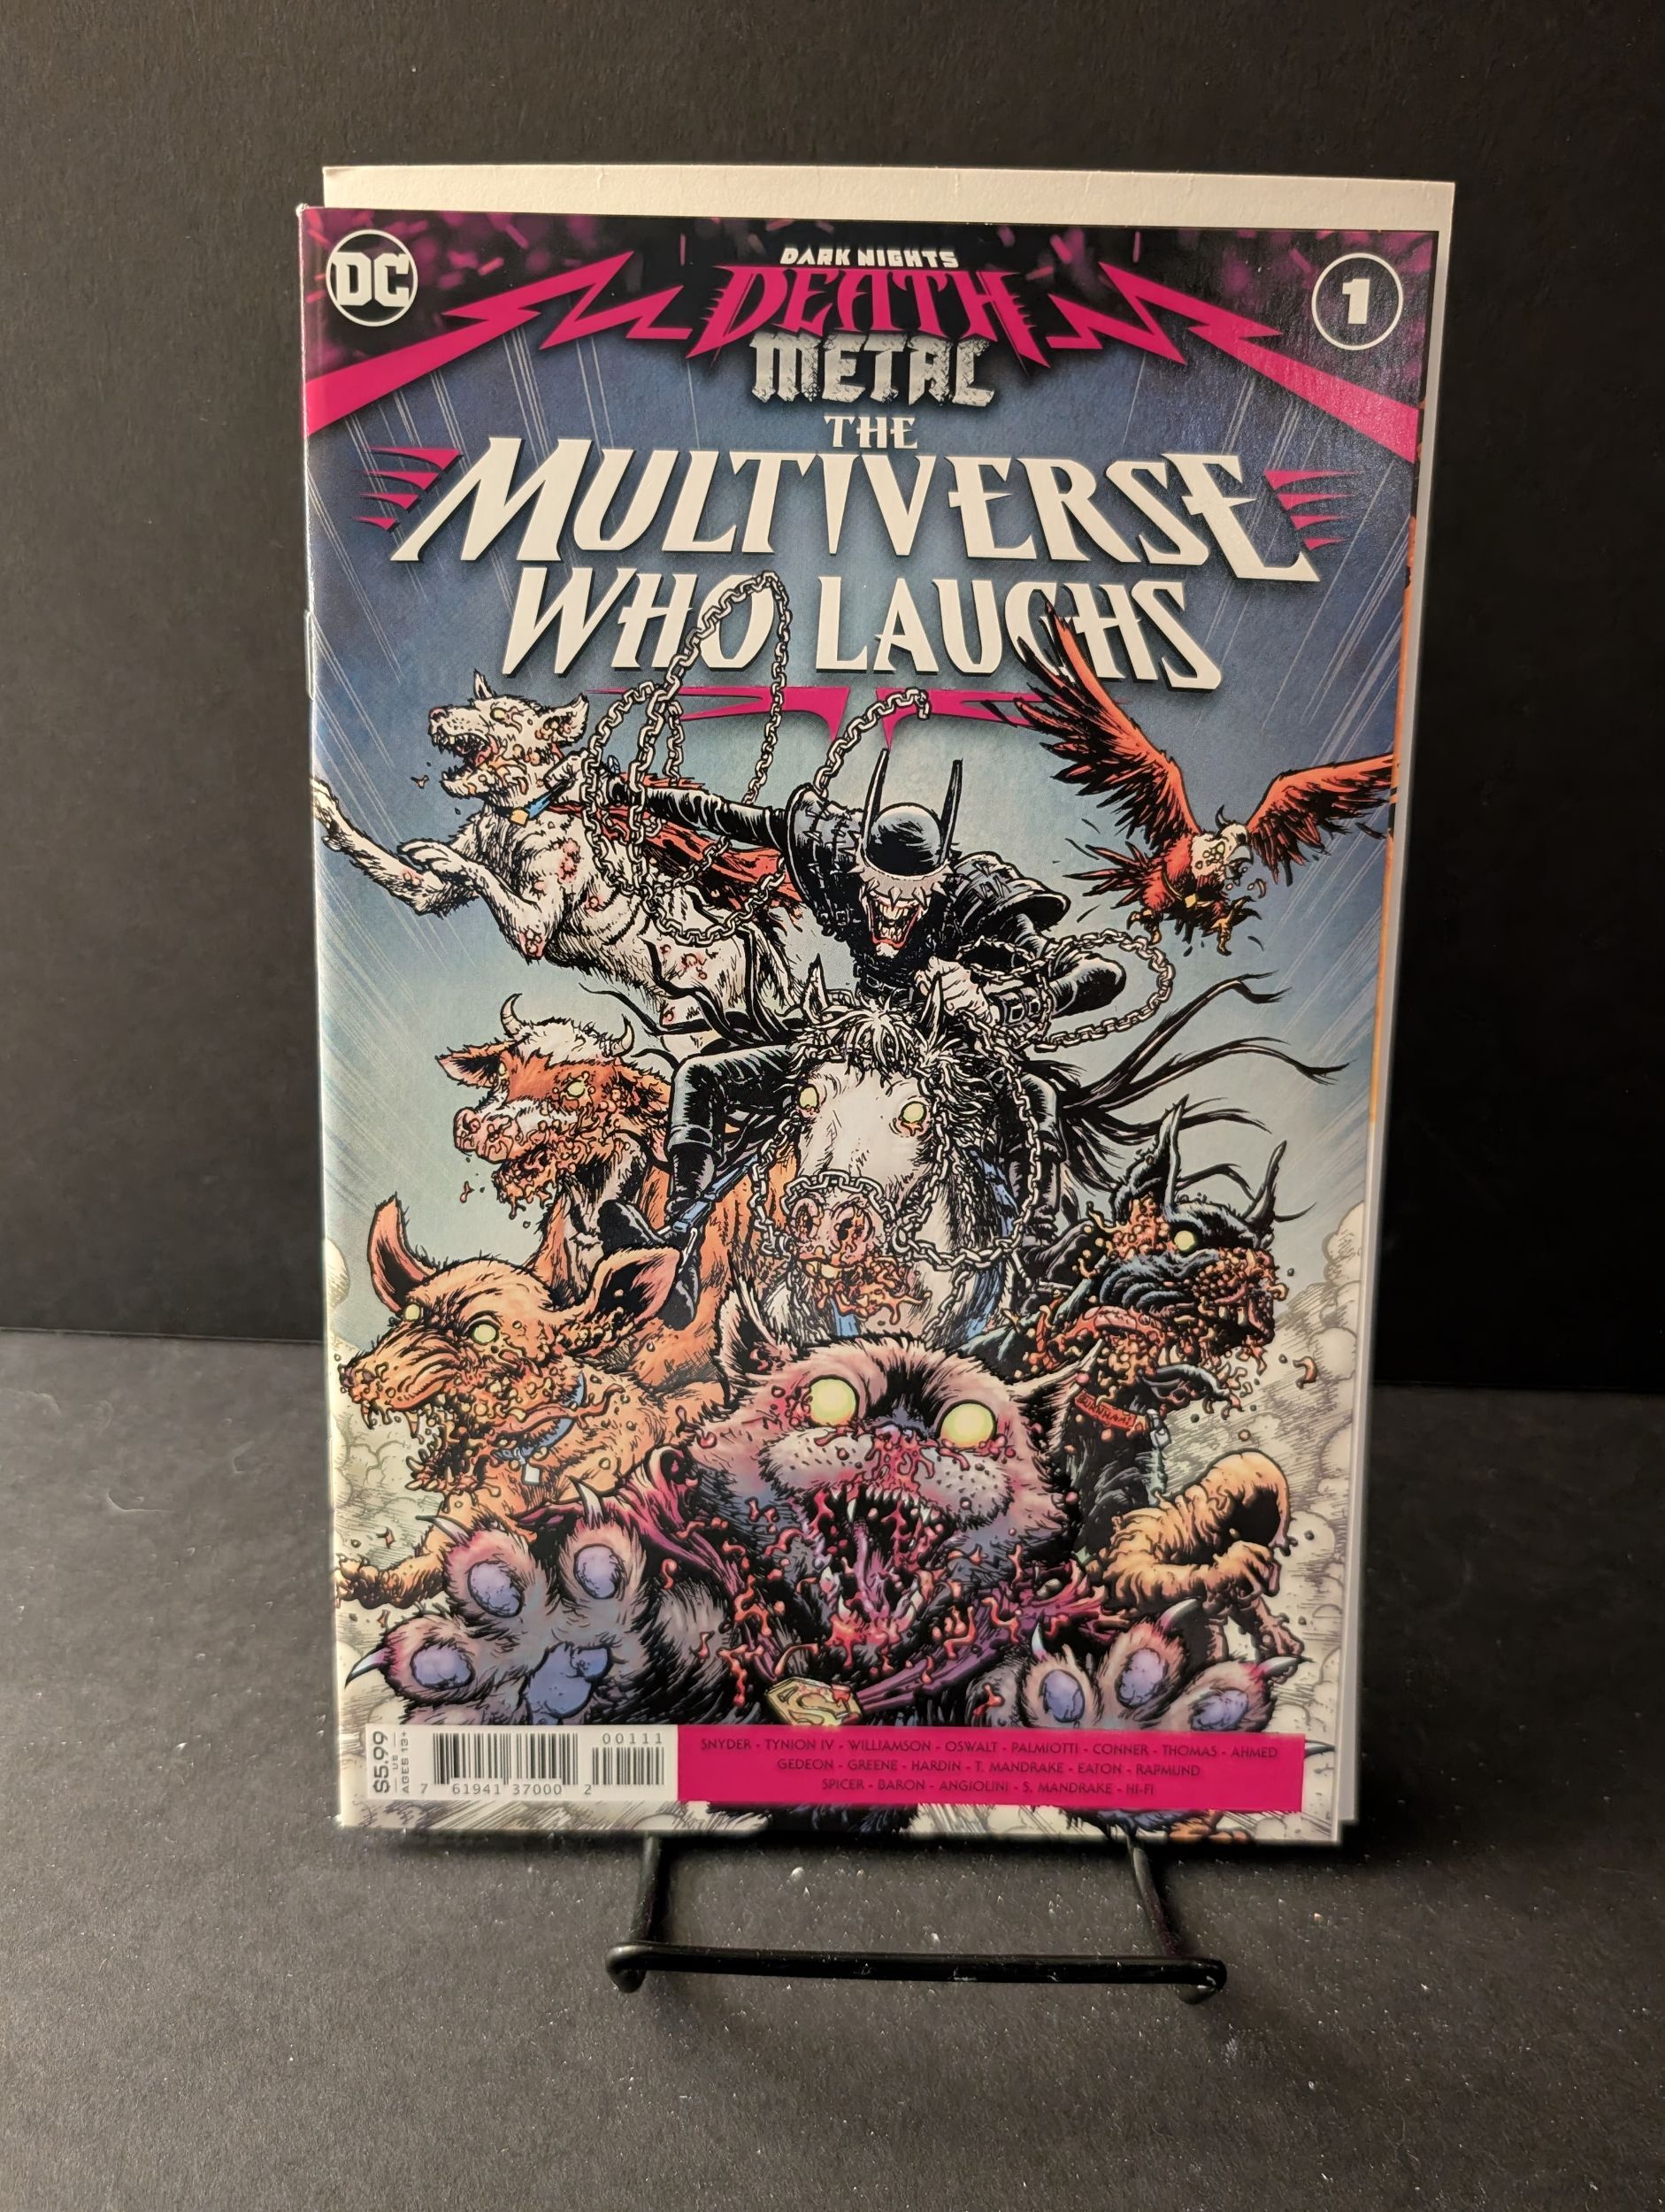 DC
DARK NIGHTS
DEATH
METAL
1
THE
MULTIVERSE
WHO LAUGHS
BURNHAM
S
$5.99
US
AGES 13+
00111
7 61941 37000 2
SNYDER - TYNION IV - WILLIAMSON - OSWALT - PALMIOTTI - CONNER - THOMAS - AHMED
GEDEON - GREENE - HARDIN - T. MANDRAKE - EATON - RAPMUND
SPICER - BARON - ANGIOLINI - S. MANDRAKE - HI-FI